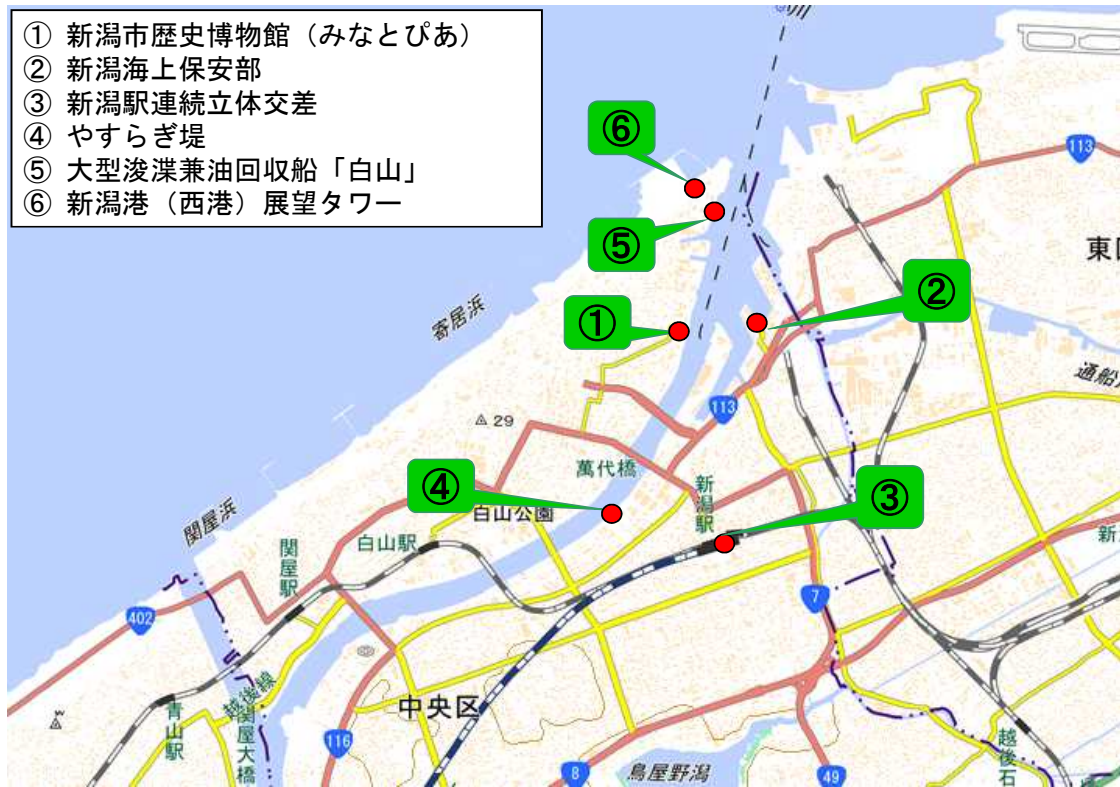 ① 新潟市歴史博物館（みなとぴあ）
② 新潟海上保安部
③ 新潟駅連続立体交差
④ やすらぎ堤
⑤ 大型浚渫兼油回収船「白山」
⑥ 新潟港（西港）展望タワー
川
⑥
113
⑤
東区
②
寄居浜
①
通船
29
113
萬代橋
④
新潟駅
③
白山公園
関屋浜
白山駅
関屋駅
新
402
7
越後線
中央区
青山駅
関屋大橋
116
越後石
8
鳥屋野潟
49